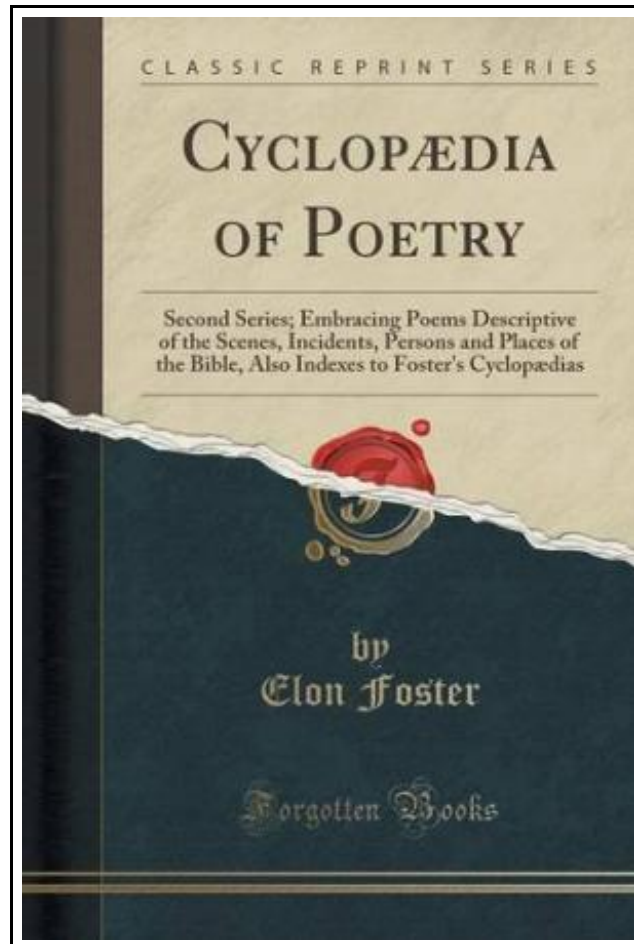 CLASSIC REPRINT SERIES
CYCLOPÆDIA
OF POETRY
Second Series; Embracing Poems Descriptive
of the Scenes, Incidents, Persons and Places of
the Bible, Also Indexes to Foster's Cyclopædias
F
by
Elon Foster
Forgotten Books